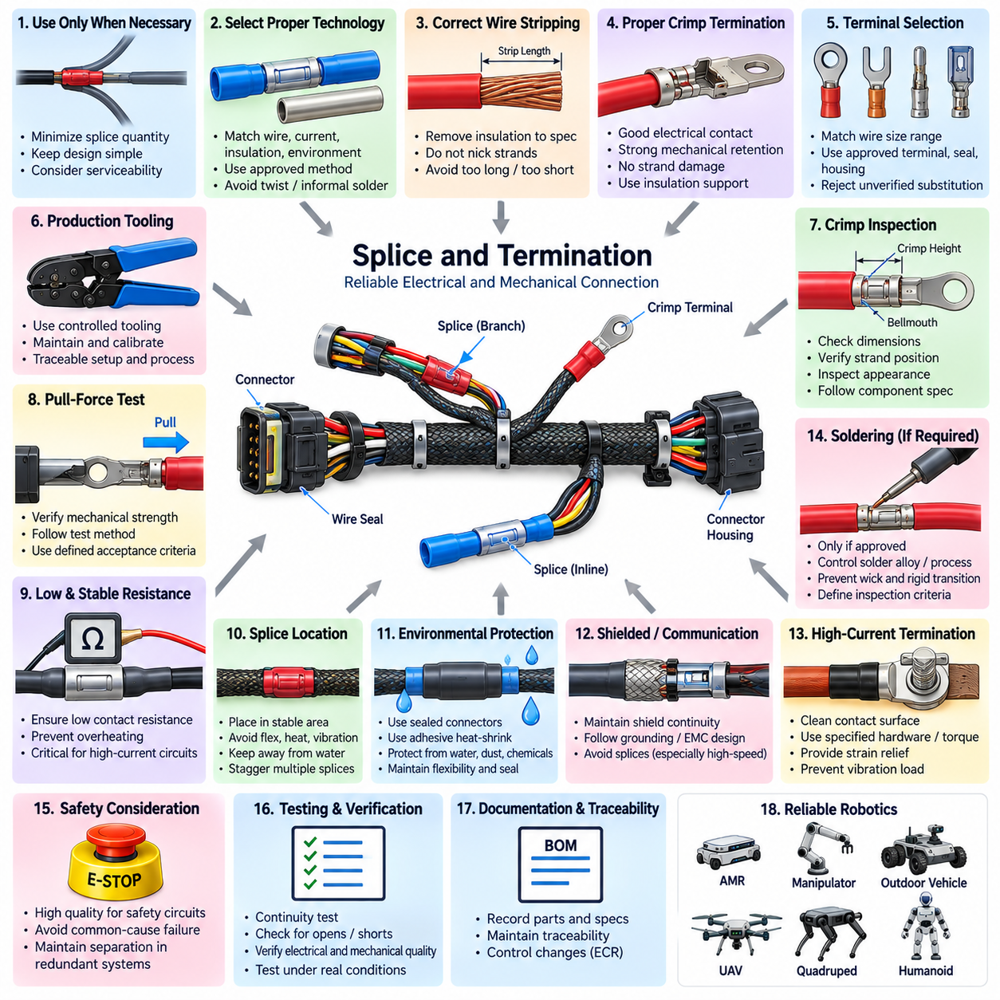 1. Use Only When Necessary
• Minimize splice quantity
• Keep design simple
• Consider serviceability
2. Select Proper Technology
• Match wire, current,
insulation, environment
• Use approved method
• Avoid twist / informal solder
3. Correct Wire Stripping
Strip Length
• Remove insulation to spec
• Do not nick strands
• Avoid too long / too short
4. Proper Crimp Termination
• Good electrical contact
• Strong mechanical retention
• No strand damage
• Use insulation support
5. Terminal Selection
• Match wire size range
• Use approved terminal, seal,
housing
• Reject unverified substitution
6. Production Tooling
• Use controlled tooling
• Maintain and calibrate
• Traceable setup and process
Splice and Termination
Reliable Electrical and Mechanical Connection
Crimp Terminal
Splice (Branch)
Connector
Wire Seal
Connector
Housing
Splice (Inline)
7. Crimp Inspection
Crimp Height
Bellmouth
• Check dimensions
• Verify strand position
• Inspect appearance
• Follow component spec
8. Pull-Force Test
Pull
• Verify mechanical strength
• Follow test method
• Use defined acceptance criteria
14. Soldering (If Required)
• Only if approved
• Control solder alloy / process
• Prevent wick and rigid transition
• Define inspection criteria
9. Low & Stable Resistance
Ω
• Ensure low contact resistance
• Prevent overheating
• Critical for high-current circuits
10. Splice Location
• Place in stable area
• Avoid flex, heat, vibration
• Keep away from water
• Stagger multiple splices
11. Environmental Protection
• Use sealed connectors
• Use adhesive heat-shrink
• Protect from water, dust, chemicals
• Maintain flexibility and seal
12. Shielded / Communication
• Maintain shield continuity
• Follow grounding / EMC design
• Avoid splices (especially high-speed)
13. High-Current Termination
• Clean contact surface
• Use specified hardware / torque
• Provide strain relief
• Prevent vibration load
15. Safety Consideration
E-STOP
• High quality for safety circuits
• Avoid common-cause failure
• Maintain separation in
redundant systems
16. Testing & Verification
• Continuity test
• Check for opens / shorts
• Verify electrical and mechanical quality
• Test under real conditions
17. Documentation & Traceability
BOM
• Record parts and specs
• Maintain traceability
• Control changes (ECR)
18. Reliable Robotics
AMR
Manipulator
Outdoor Vehicle
UAV
Quadruped
Humanoid